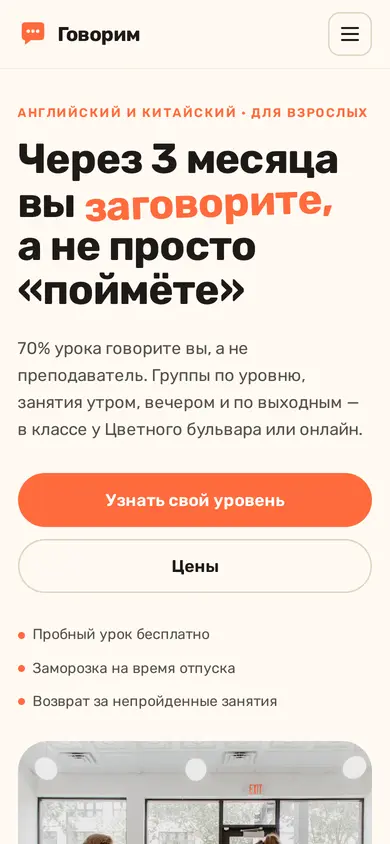 Говорим
АНГЛИЙСКИЙ И КИТАЙСКИЙ · ДЛЯ ВЗРОСЛЫХ
Через 3 месяца
вы заговорите,
а не просто
«поймёте»
70% урока говорите вы, а не
преподаватель. Группы по уровню,
занятия утром, вечером и по выходным —
в классе у Цветного бульвара или онлайн.
Узнать свой уровень
Цены
Пробный урок бесплатно
Заморозка на время отпуска
Возврат за непройденные занятия
EXIT